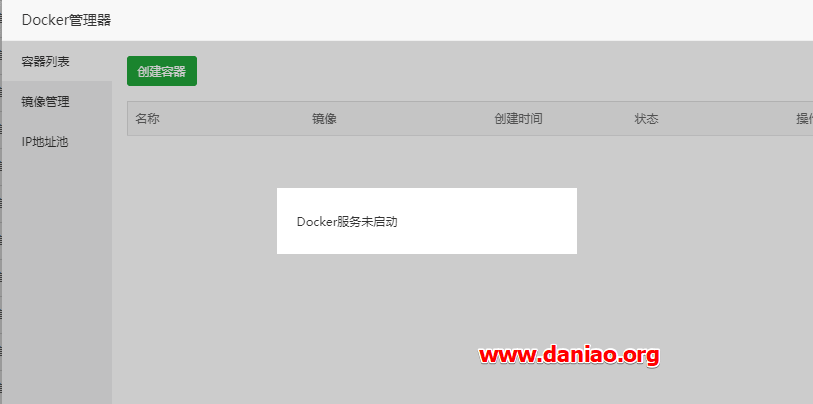 Docker管理器
容器列表
创建容器
名称 镜像 创建时间 状态
镜像管理
IP地址池
Docker服务未启动
www.daniao.org